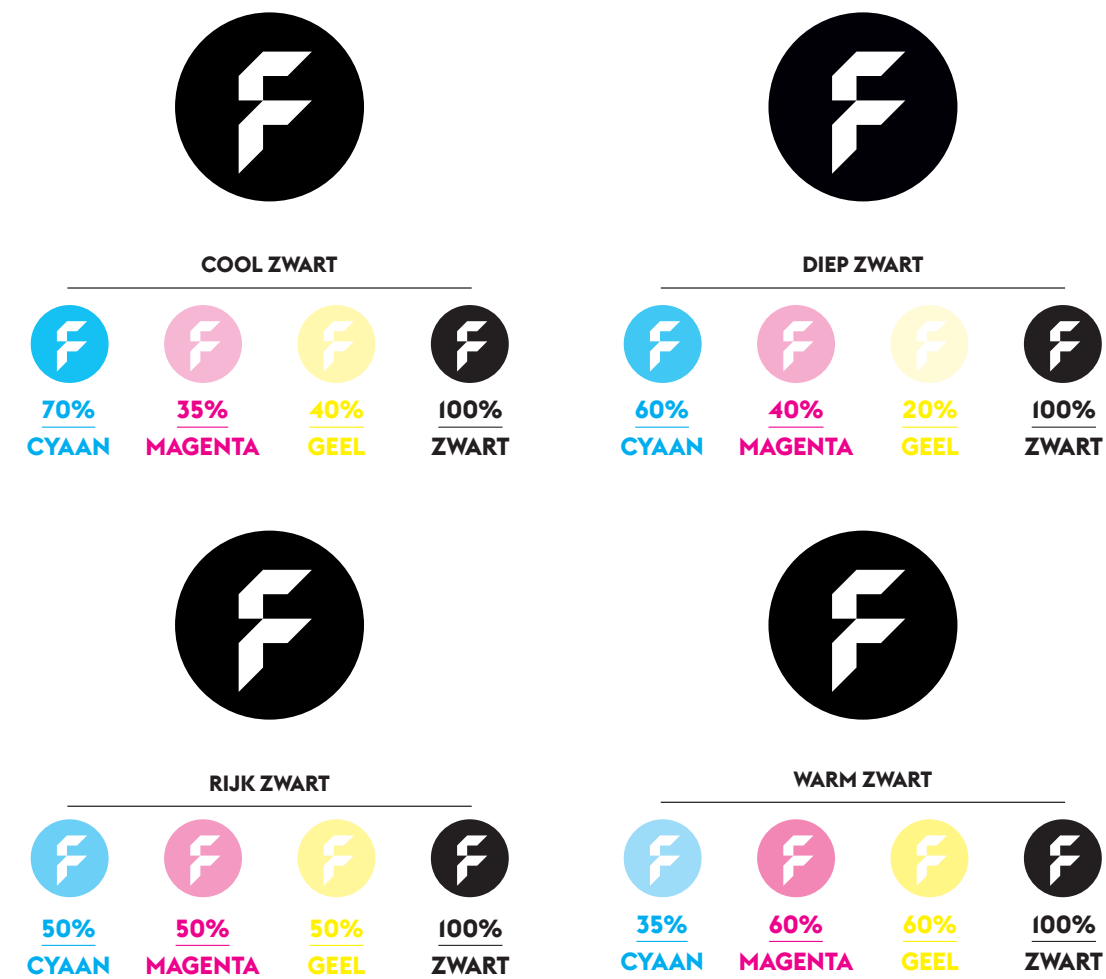 F
COOL ZWART
F F F F
70% 35% 40% 100%
CYAAN MAGENTA GEEL ZWART
F
DIEP ZWART
F F F F
60% 40% 20% 100%
CYAAN MAGENTA GEEL ZWART
F
RIJK ZWART
F F F F
50% 50% 50% 100%
CYAAN MAGENTA GEEL ZWART
F
WARM ZWART
F F F F
35% 60% 60% 100%
CYAAN MAGENTA GEEL ZWART